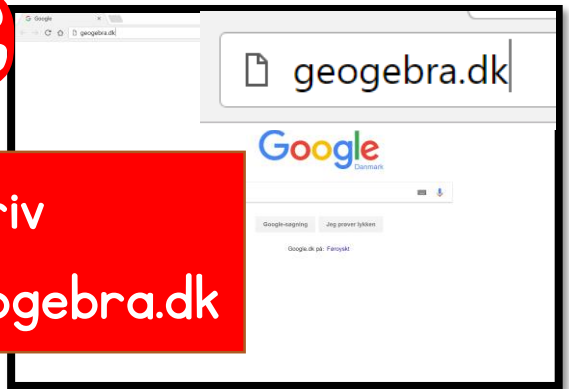 Google
geogebra.dk
geogebra.dk
Google
Danmark
Google-søgning Jeg prøver lykken
Google.dk på: Føroyskt
riv
ogebra.dk